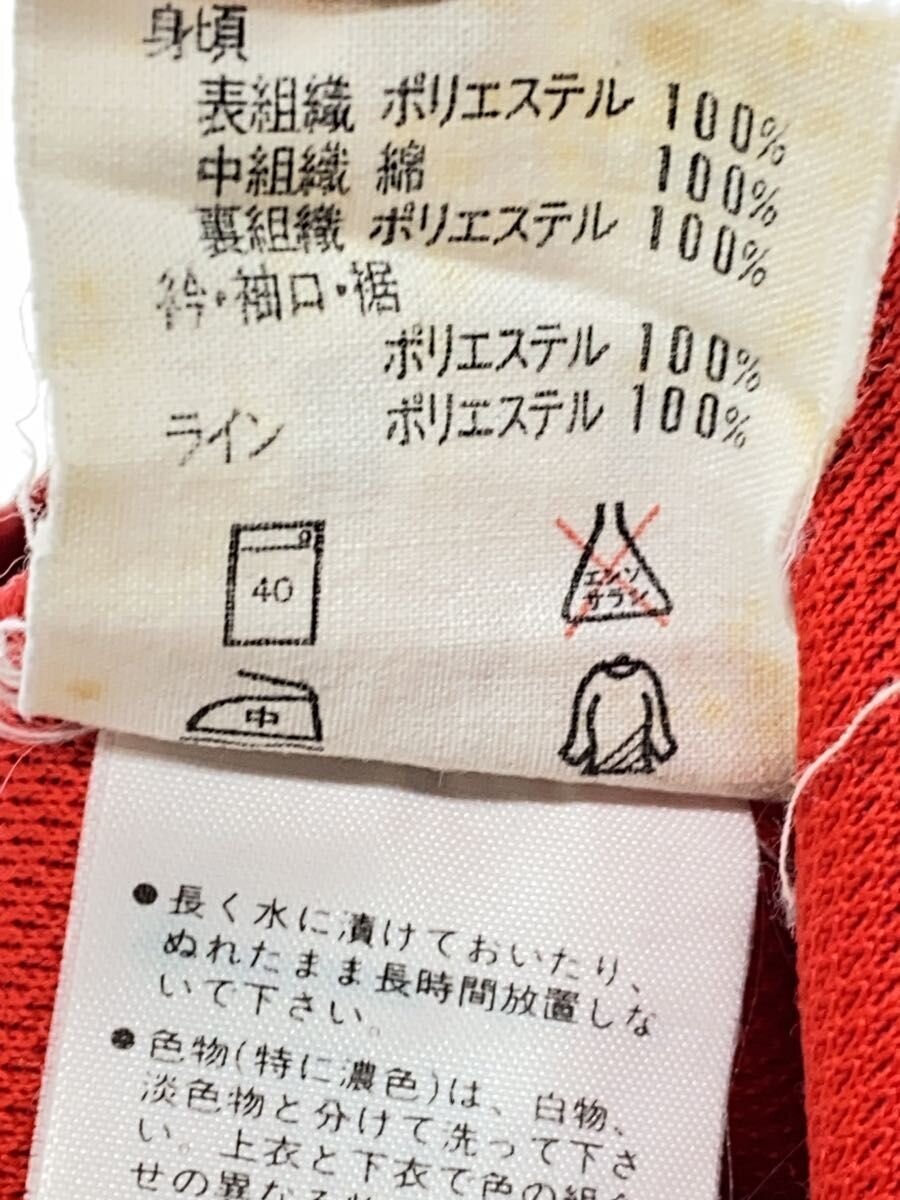 身頃
表組織 ポリエステル 100%
中組織 綿 100%
裏組織 ポリエステル 100%
衿・袖口・裾
ポリエステル 100%
ライン ポリエステル 100%
40
エンソ
サラシ
中
●長く水に漬けておいたり、
ぬれたまま長時間放置しな
いで下さい。
●色物(特に濃色)は、白物、
淡色物と分けて洗って下さ
い。上衣と下衣で色の組合
せの異なる